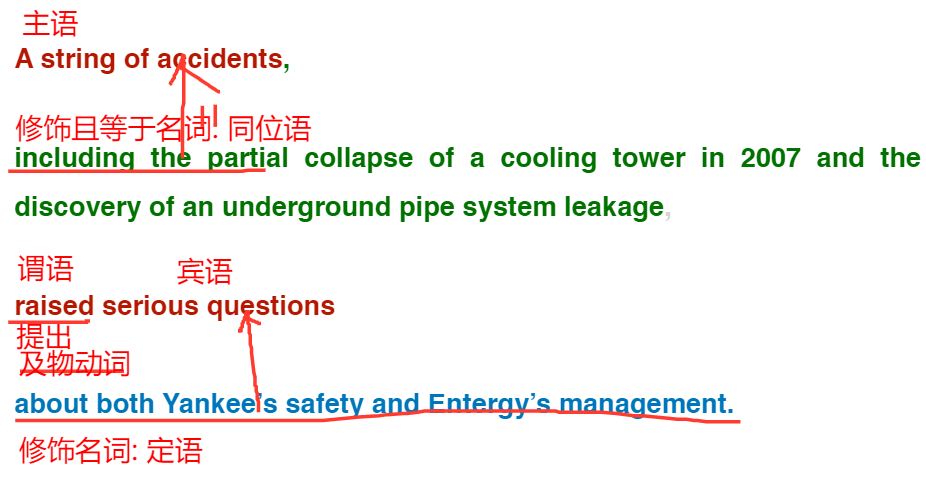 主语
A string of accidents,
修饰且等于名词: 同位语
including the partial collapse of a cooling tower in 2007 and the
discovery of an underground pipe system leakage,
谓语 宾语
raised serious questions
提出
及物动词
about both Yankee's safety and Entergy's management.
修饰名词: 定语